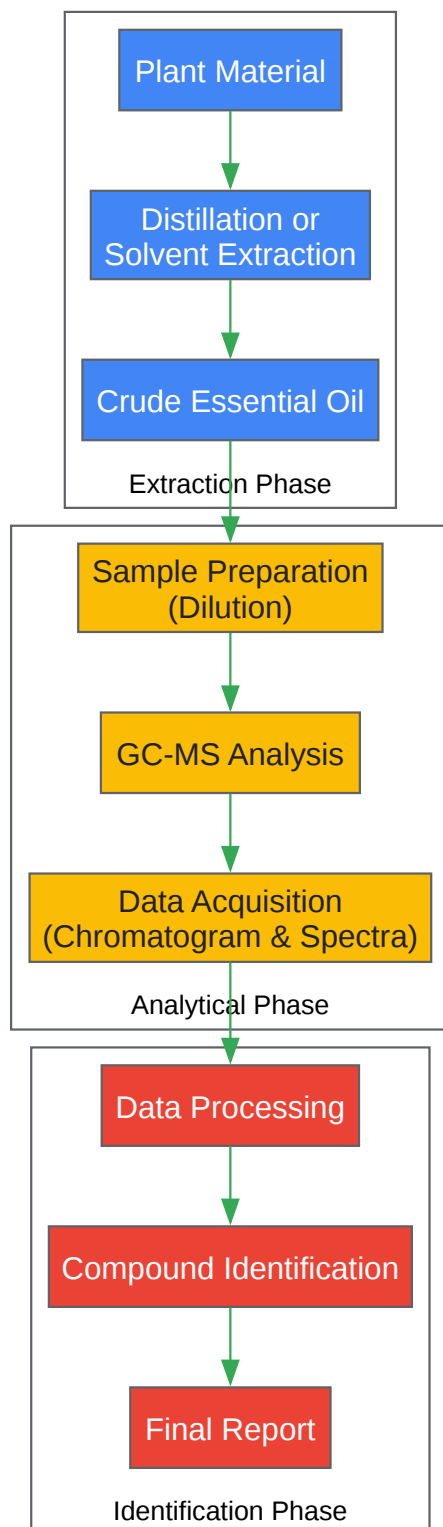 Plant Material
Distillation or
Solvent Extraction
Crude Essential Oil
Extraction Phase
Sample Preparation
(Dilution)
GC-MS Analysis
Data Acquisition
(Chromatogram & Spectra)
Analytical Phase
Data Processing
Compound Identification
Final Report
Identification Phase